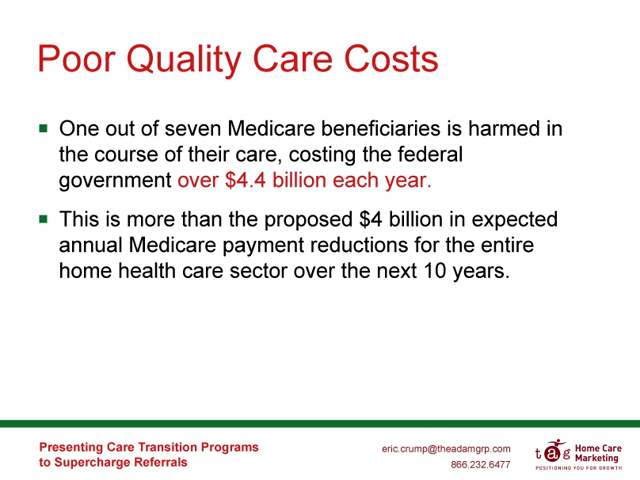 Poor Quality Care Costs
One out of seven Medicare beneficiaries is harmed in
the course of their care, costing the federal
government over $4.4 billion each year.
This is more than the proposed $4 billion in expected
annual Medicare payment reductions for the entire
home health care sector over the next 10 years.
Presenting Care Transition Programs
to Supercharge Referrals
eric.crump@theadamgrp.com
866.232.6477
tag Home Care
Marketing
POSITIONING YOU FOR GROWTH